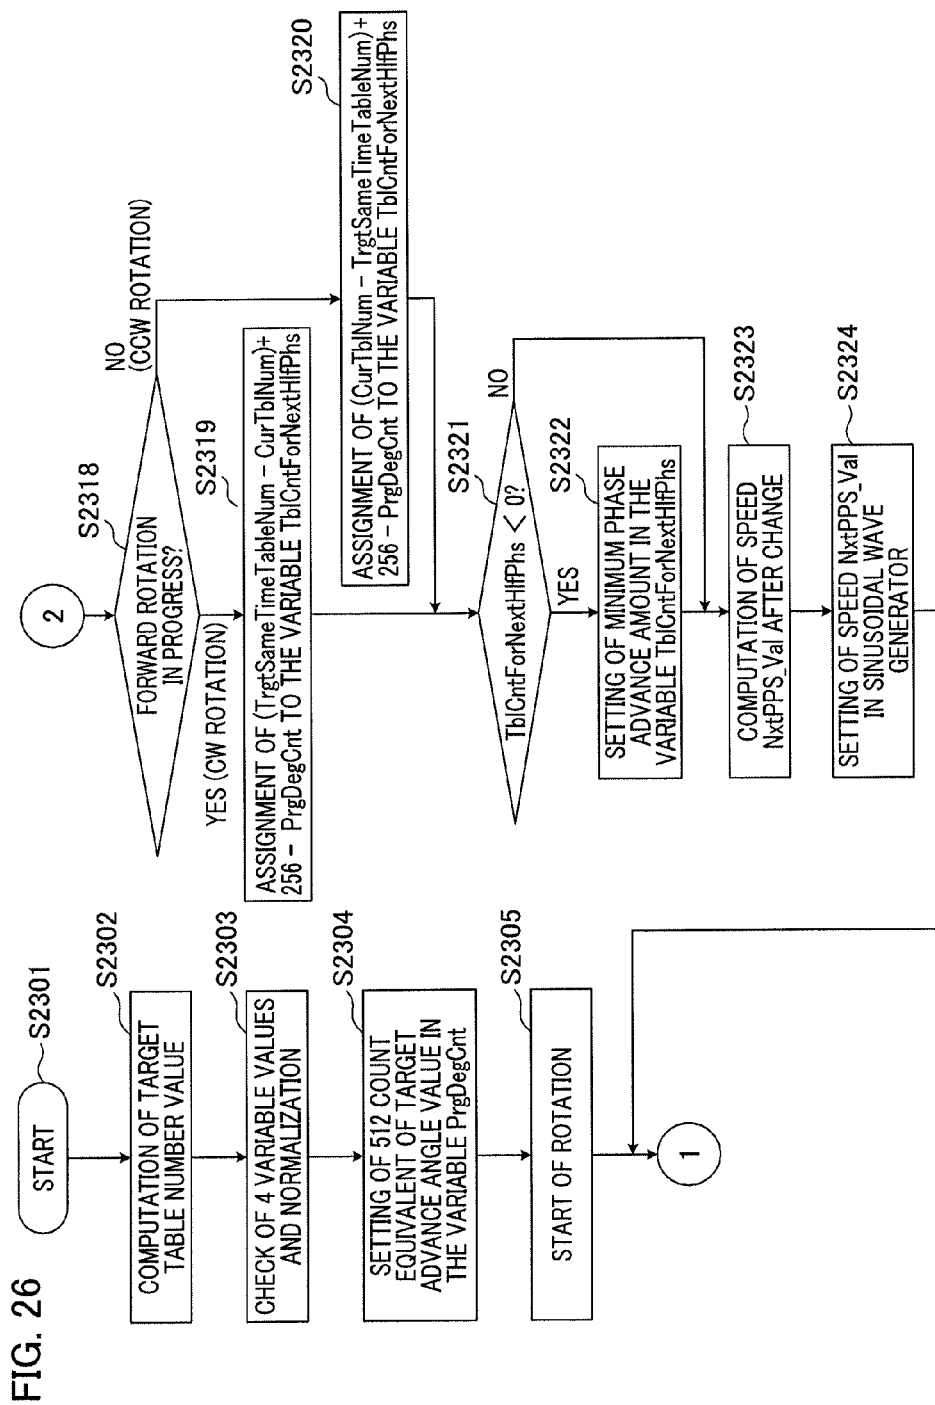 FIG. 26
START
S2301
COMPUTATION OF TARGET
TABLE NUMBER VALUE
S2302
CHECK OF 4 VARIABLE VALUES
AND NORMALIZATION
S2303
SETTING OF 512 COUNT
EQUIVALENT OF TARGET
ADVANCE ANGLE VALUE IN
THE VARIABLE PrgDegCnt
S2304
START OF ROTATION
S2305
1
2
FORWARD ROTATION
IN PROGRESS?
S2318
NO
(CCW ROTATION)
YES (CW ROTATION)
S2319
ASSIGNMENT OF (TrgtSameTimeTableNum - CurTblNum)+
256 - PrgDegCnt TO THE VARIABLE TblCntForNextHlfPhs
S2320
ASSIGNMENT OF (CurTblNum - TrgtSameTimeTableNum)+
256 - PrgDegCnt TO THE VARIABLE TblCntForNextHlfPhs
TblCntForNextHlfPhs < 0?
S2321
NO
YES
S2322
SETTING OF MINIMUM PHASE
ADVANCE AMOUNT IN THE
VARIABLE TblCntForNextHlfPhs
S2323
COMPUTATION OF SPEED
NxtPPS_Val AFTER CHANGE
S2324
SETTING OF SPEED NxtPPS_Val
IN SINUSOIDAL WAVE
GENERATOR